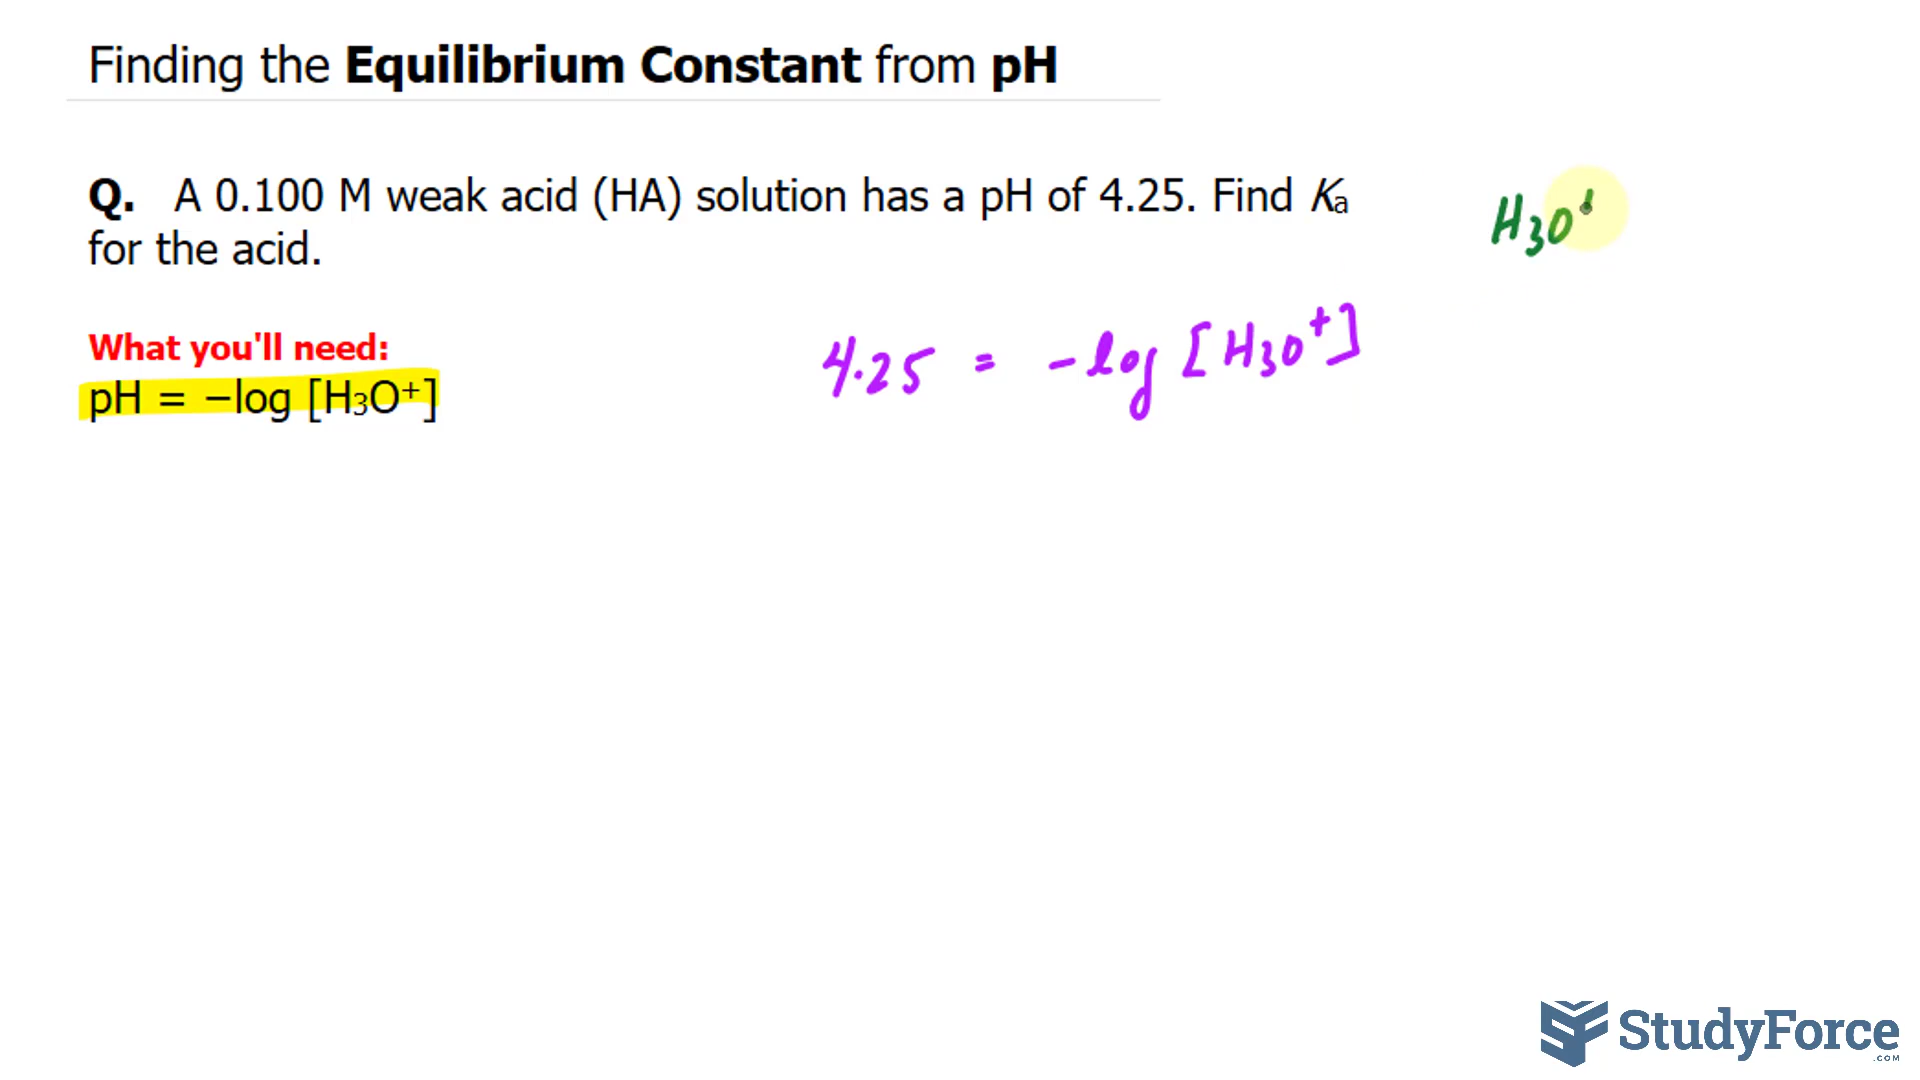 Finding the Equilibrium Constant from pH
Q. A 0.100 M weak acid (HA) solution has a pH of 4.25. Find Kₐ
for the acid.
H₃O⁺
What you'll need:
pH = −log [H₃O⁺]
4.25 = -log [H₃O⁺]
StudyForce
.COM